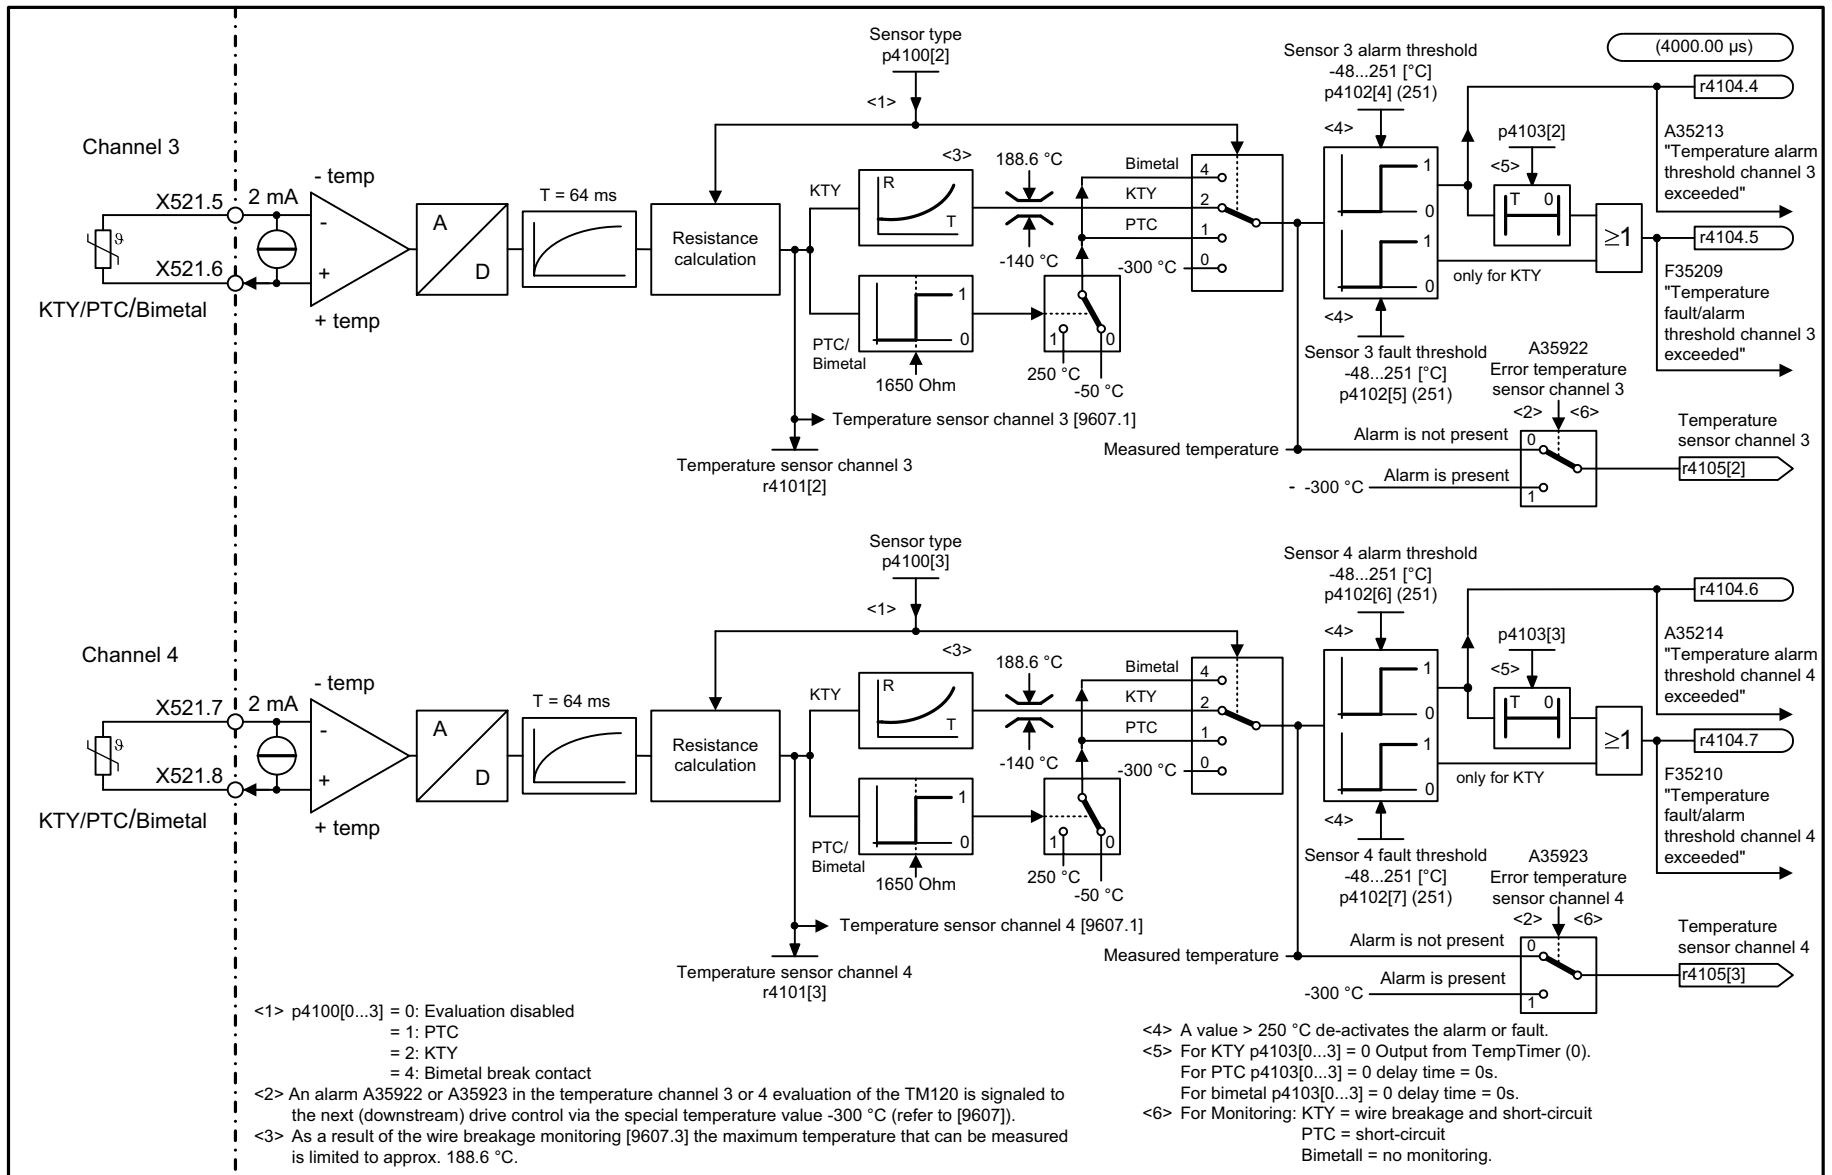 (4000.00 µs)
Sensor type
p4100[2]
<1>
Sensor 3 alarm threshold
-48...251 [°C]
p4102[4] (251)
<4>
r4104.4
A35213
"Temperature alarm
threshold channel 3
exceeded"
p4103[2]
<5>
T 0
Channel 3
X521.5
2 mA
- temp
-
+
+ temp
ϑ
X521.6
KTY/PTC/Bimetal
A
D
T = 64 ms
Resistance
calculation
KTY
<3>
R
T
188.6 °C
-140 °C
PTC/
Bimetal
1
0
1650 Ohm
1 0
250 °C
-50 °C
Bimetal
4
KTY
2
PTC
1
-300 °C
0
1
0
1
0
only for KTY
≥1
r4104.5
F35209
"Temperature
fault/alarm
threshold channel 3
exceeded"
<4>
Sensor 3 fault threshold
-48...251 [°C]
p4102[5] (251)
A35922
Error temperature
sensor channel 3
<2> <6>
Temperature sensor channel 3 [9607.1]
Temperature sensor channel 3
r4101[2]
Measured temperature
Alarm is not present
0
- -300 °C
Alarm is present
1
Temperature
sensor channel 3
r4105[2]
Sensor type
p4100[3]
<1>
Sensor 4 alarm threshold
-48...251 [°C]
p4102[6] (251)
<4>
r4104.6
A35214
"Temperature alarm
threshold channel 4
exceeded"
p4103[3]
<5>
T 0
Channel 4
X521.7
2 mA
- temp
-
+
+ temp
ϑ
X521.8
KTY/PTC/Bimetal
A
D
T = 64 ms
Resistance
calculation
KTY
<3>
R
T
188.6 °C
-140 °C
PTC/
Bimetal
1
0
1650 Ohm
1 0
250 °C
-50 °C
Bimetal
4
KTY
2
PTC
1
-300 °C
0
1
0
1
0
only for KTY
≥1
r4104.7
F35210
"Temperature
fault/alarm
threshold channel 4
exceeded"
<4>
Sensor 4 fault threshold
-48...251 [°C]
p4102[7] (251)
A35923
Error temperature
sensor channel 4
<2> <6>
Temperature sensor channel 4 [9607.1]
Temperature sensor channel 4
r4101[3]
Measured temperature
Alarm is not present
0
-300 °C
Alarm is present
1
Temperature
sensor channel 4
r4105[3]
<1> p4100[0...3] = 0: Evaluation disabled
= 1: PTC
= 2: KTY
= 4: Bimetal break contact
<2> An alarm A35922 or A35923 in the temperature channel 3 or 4 evaluation of the TM120 is signaled to
the next (downstream) drive control via the special temperature value -300 °C (refer to [9607]).
<3> As a result of the wire breakage monitoring [9607.3] the maximum temperature that can be measured
is limited to approx. 188.6 °C.
<4> A value > 250 °C de-activates the alarm or fault.
<5> For KTY p4103[0...3] = 0 Output from TempTimer (0).
For PTC p4103[0...3] = 0 delay time = 0s.
For bimetal p4103[0...3] = 0 delay time = 0s.
<6> For Monitoring: KTY = wire breakage and short-circuit
PTC = short-circuit
Bimetall = no monitoring.